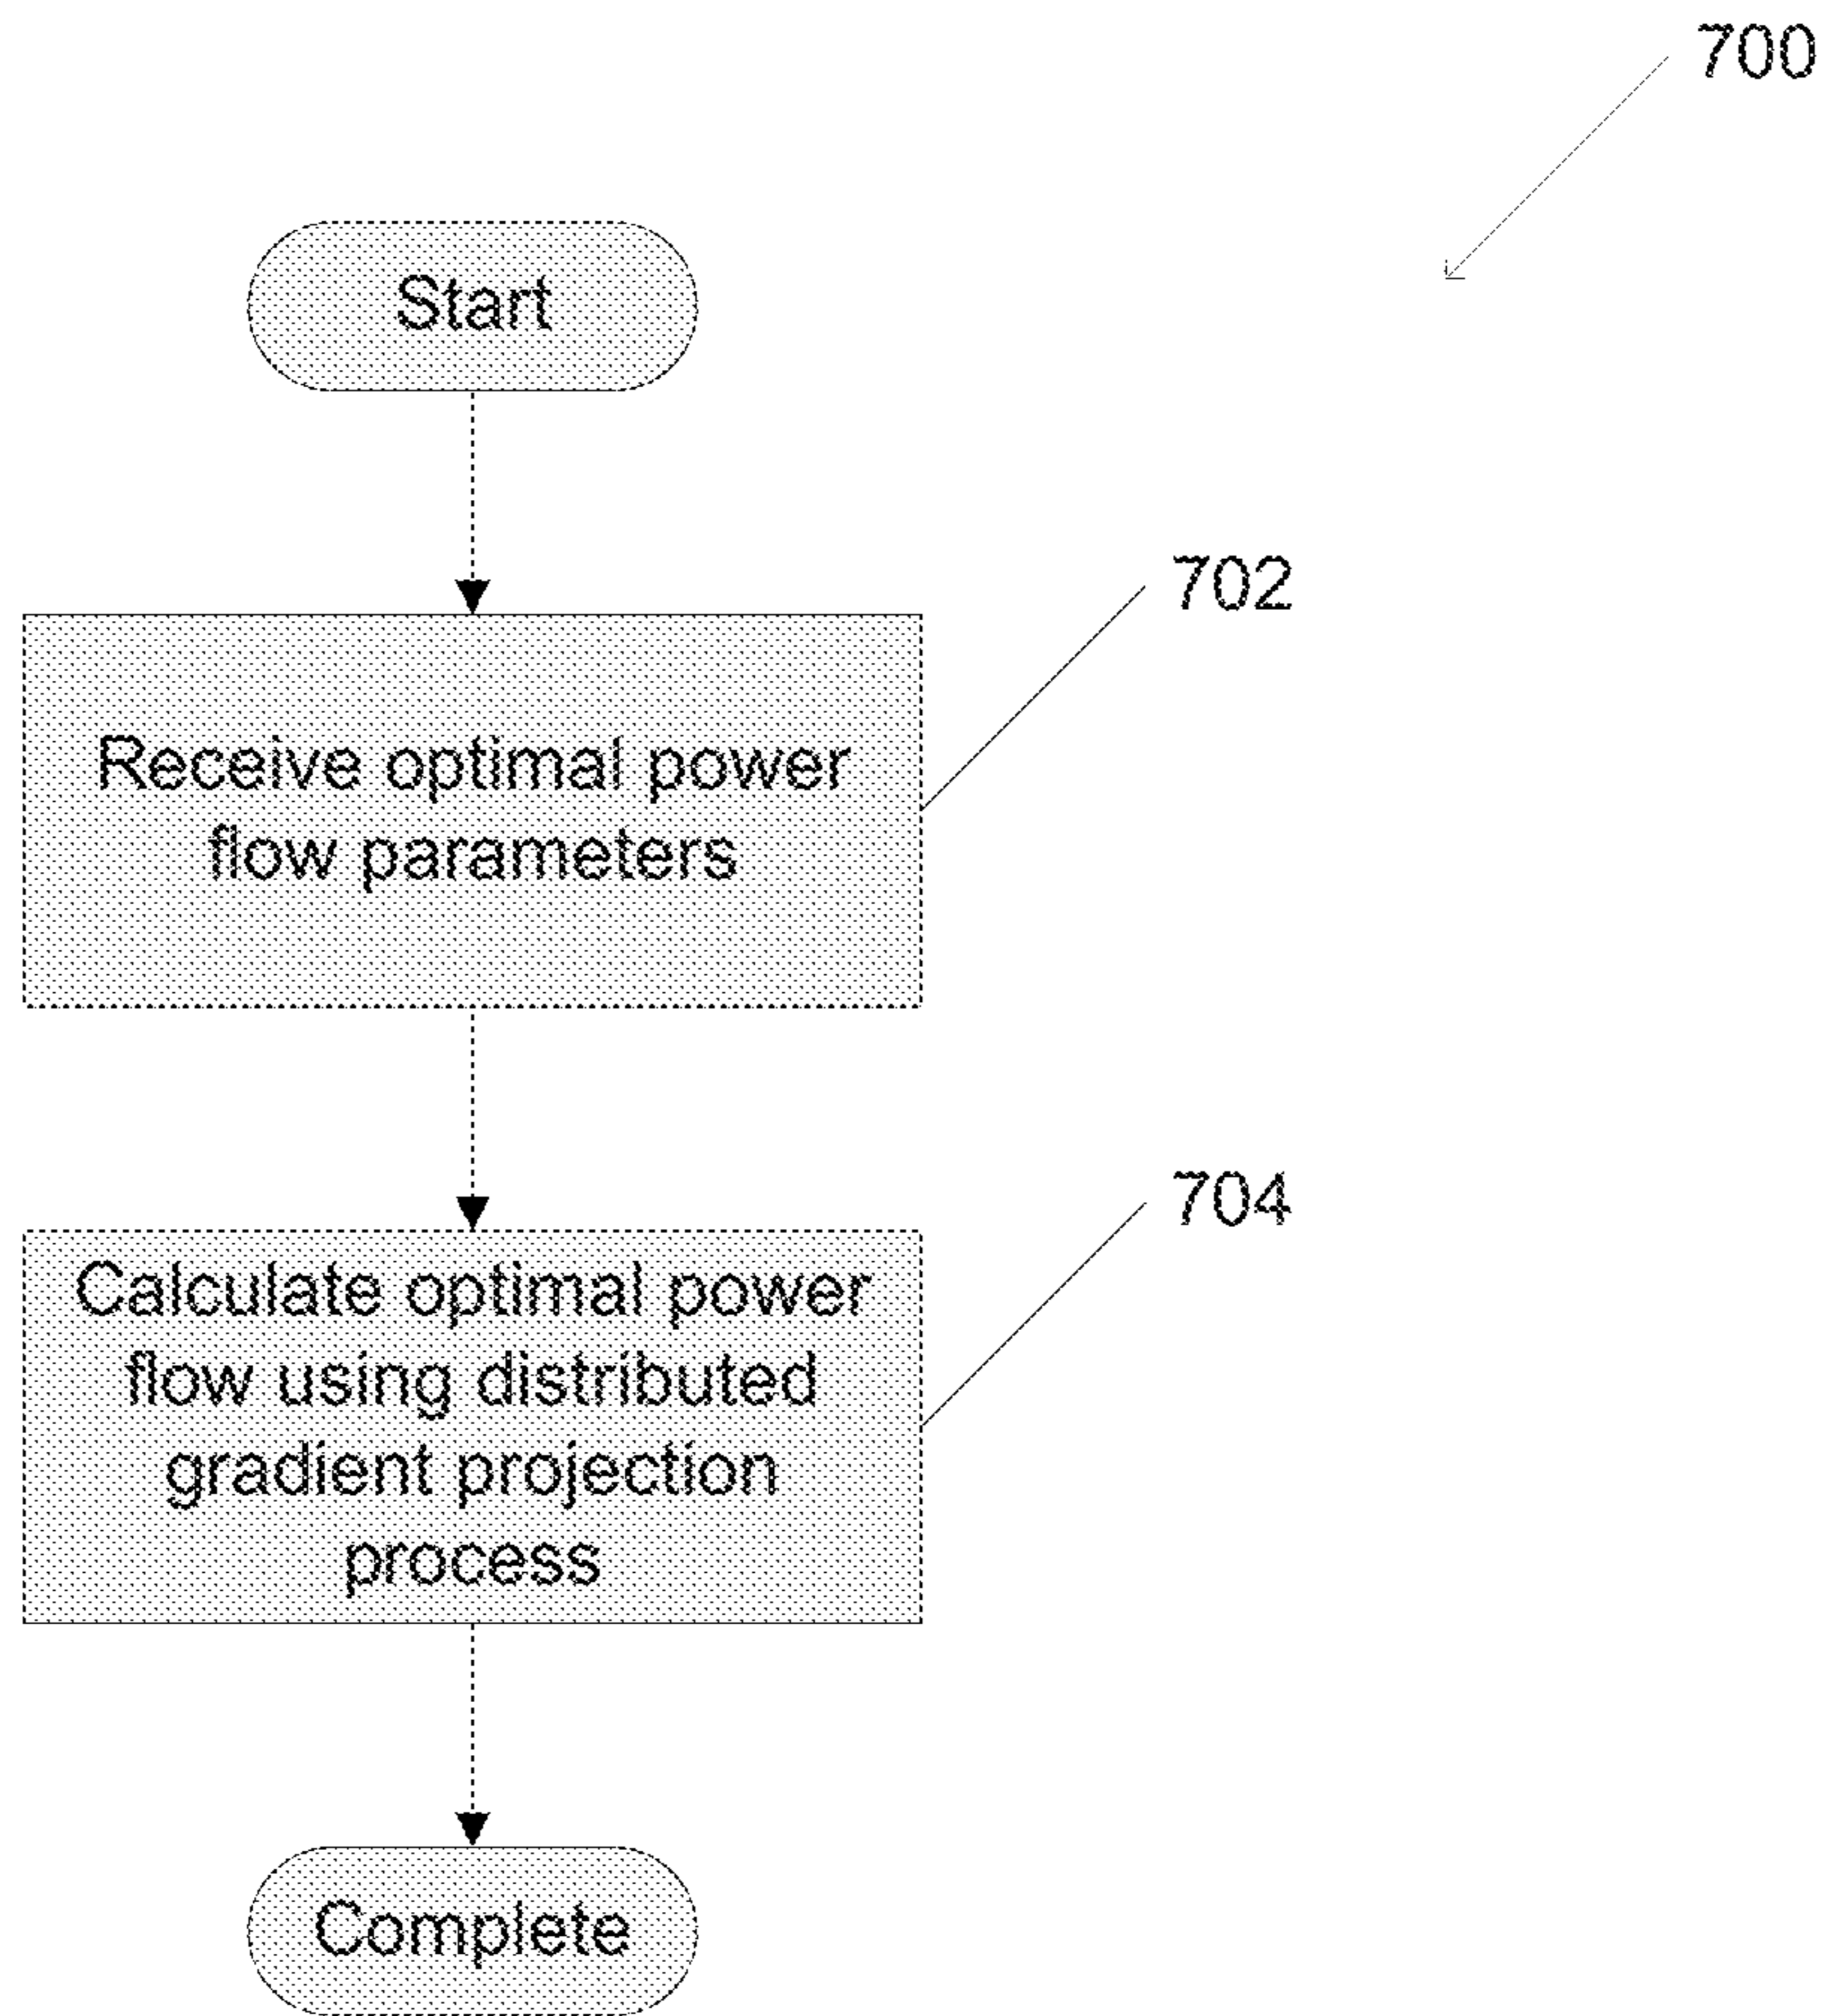 700
Start
702
Receive optimal power
flow parameters
704
Calculate optimal power
flow using distributed
gradient projection
process
Complete